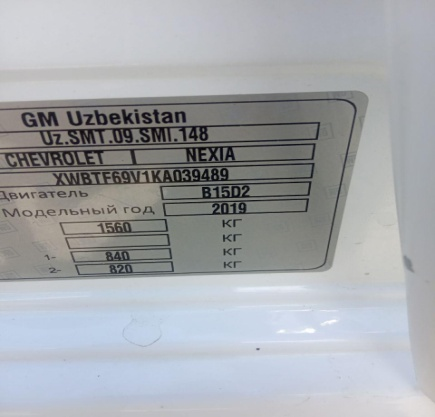 GM Uzbekistan
Uz.SMT.09.SMI.148
CHEVROLET NEXIA
XWBTF69V1KA039489
Двигатель B15D2
Модельный год 2019
1560 КГ
КГ
1- 840 КГ
2- 820 КГ